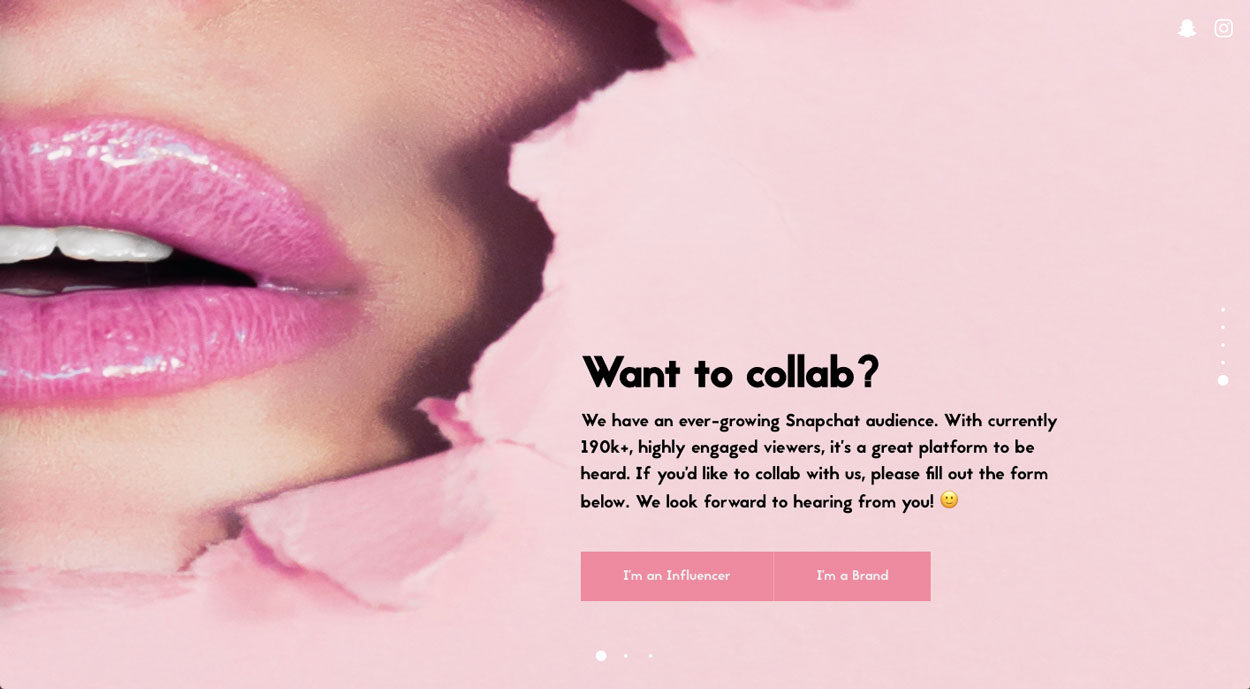 Want to collab?
We have an ever-growing Snapchat audience. With currently
190k+, highly engaged viewers, it's a great platform to be
heard. If you'd like to collab with us, please fill out the form
below. We look forward to hearing from you! 🙂
I'm an Influencer
I'm a Brand